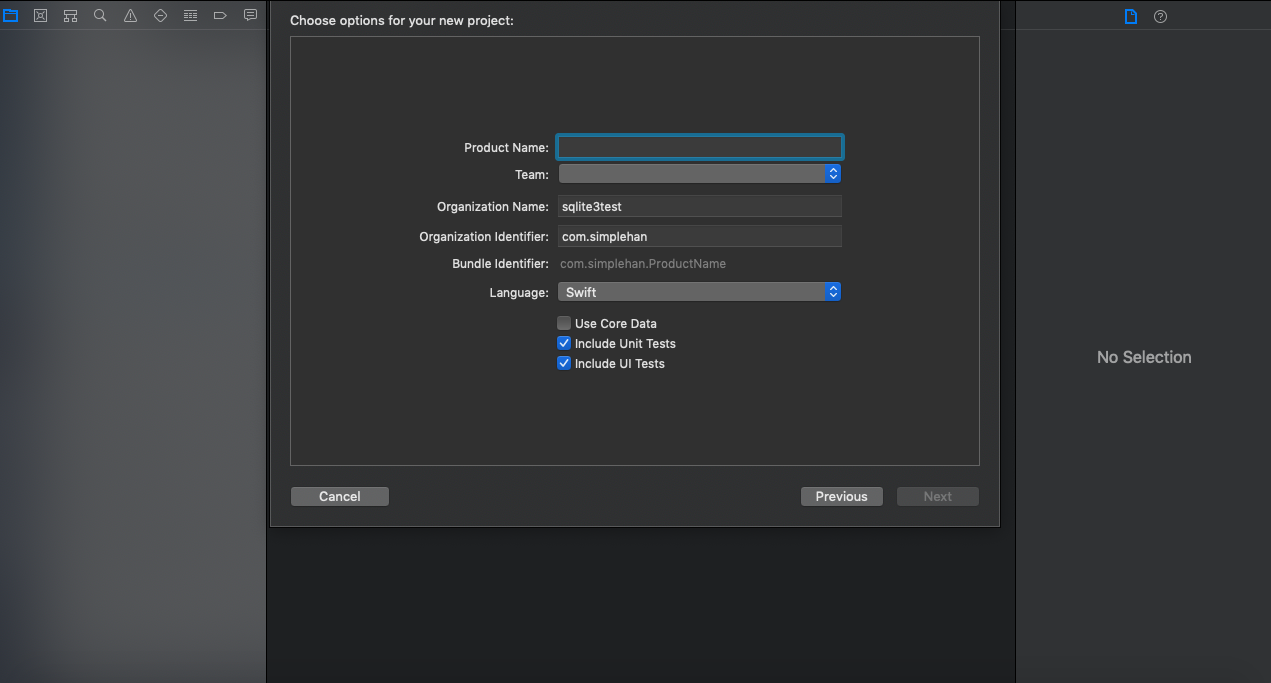 Choose options for your new project:
Product Name:
Team:
Organization Name: sqlite3test
Organization Identifier: com.simplehan
Bundle Identifier: com.simplehan.ProductName
Language: Swift
Use Core Data
Include Unit Tests
Include UI Tests
No Selection
Cancel Previous Next